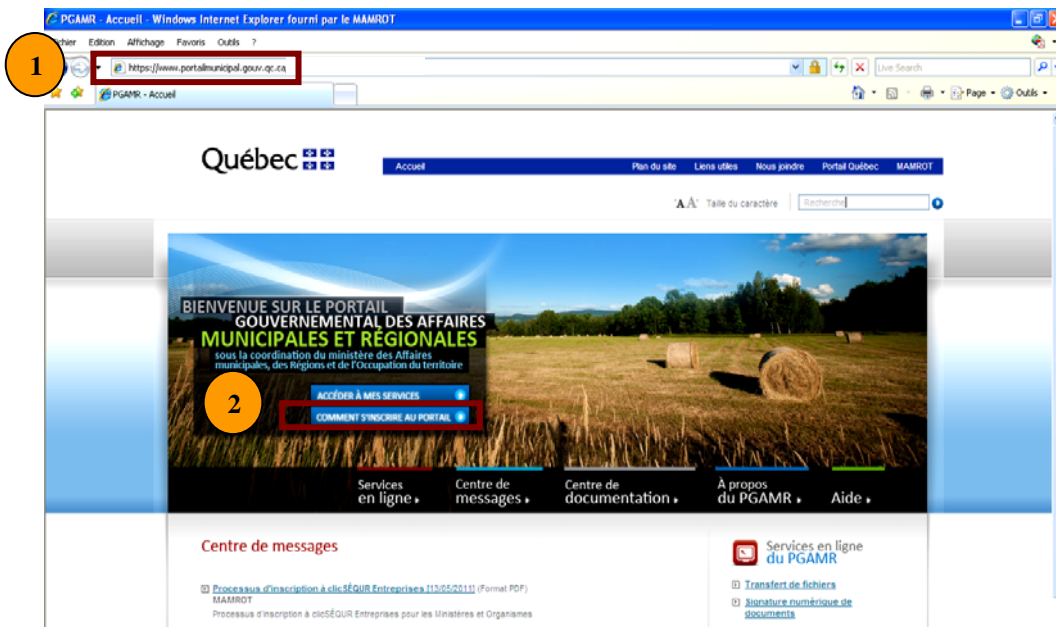 PGAMR - Accueil - Windows Internet Explorer fourni par le MAMROT
Fichier Edition Affichage Favoris Outils ?
1
https://www.portailmunicipal.gouv.qc.ca
Live Search
PGAMR - Accueil
Page Outils
Québec
Accueil
Plan du site Liens utiles Nous joindre Portail Québec MAMROT
A A Taille du caractère
Recherche
BIENVENUE SUR LE PORTAIL
GOUVERNEMENTAL DES AFFAIRES
MUNICIPALES ET RÉGIONALES
sous la coordination du ministère des Affaires
municipales, des Régions et de l'Occupation du territoire
2
ACCÉDER À MES SERVICES
COMMENT S'INSCRIRE AU PORTAIL
Services
en ligne
Centre de
messages
Centre de
documentation
À propos
du PGAMR
Aide
Centre de messages
Processus d'inscription à clicSÉQUR Entreprises [13/05/2011] (Format PDF)
MAMROT
Processus d'inscription à clicSÉQUR Entreprises pour les Ministères et Organismes
Services en ligne
du PGAMR
Transfert de fichiers
Signature numérique de
documents